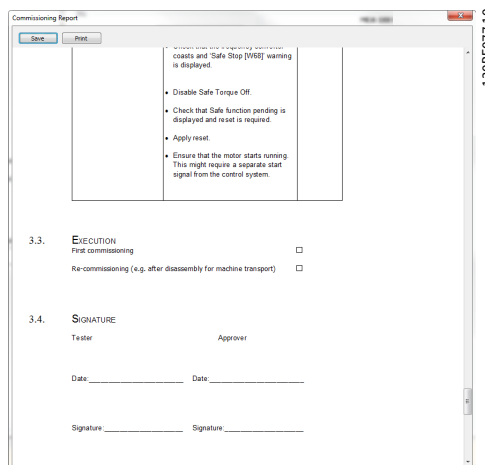 Commissioning Report
Save
Print
coasts and 'Safe Stop [W68]' warning
is displayed.
• Disable Safe Torque Off.
• Check that Safe function pending is
displayed and reset is required.
• Apply reset.
• Ensure that the motor starts running.
This might require a separate start
signal from the control system.
3.3. EXECUTION
First commissioning
Re-commissioning (e.g. after disassembly for machine transport)
3.4. SIGNATURE
Tester Approver
Date: Date:
Signature: Signature: